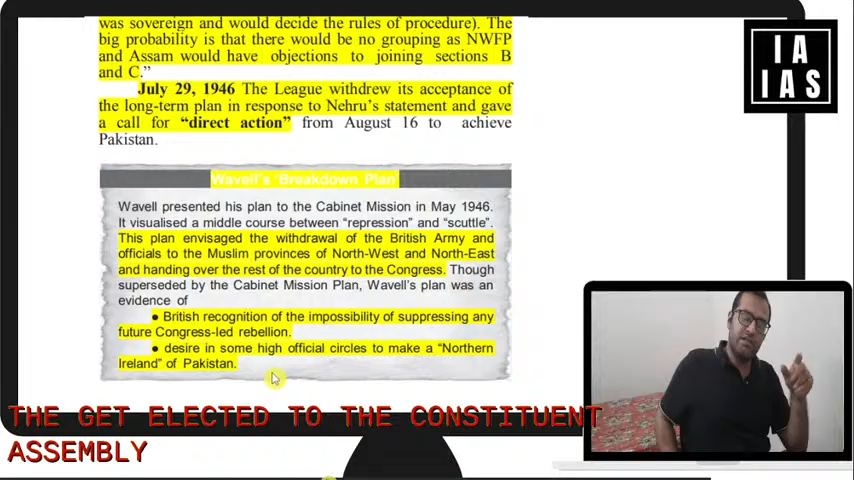 was sovereign and would decide the rules of procedure). The
big probability is that there would be no grouping as NWFP
and Assam would have objections to joining sections B
and C.”
July 29, 1946 The League withdrew its acceptance of
the long-term plan in response to Nehru’s statement and gave
a call for “direct action” from August 16 to achieve
Pakistan.
Wavell’s ‘Breakdown Plan’
Wavell presented his plan to the Cabinet Mission in May 1946.
It visualised a middle course between “repression” and “scuttle”.
This plan envisaged the withdrawal of the British Army and
officials to the Muslim provinces of North-West and North-East
and handing over the rest of the country to the Congress. Though
superseded by the Cabinet Mission Plan, Wavell’s plan was an
evidence of
● British recognition of the impossibility of suppressing any
future Congress-led rebellion.
● desire in some high official circles to make a “Northern
Ireland” of Pakistan.
IA
IAS
THE GET ELECTED TO THE CONSTITUENT
ASSEMBLY